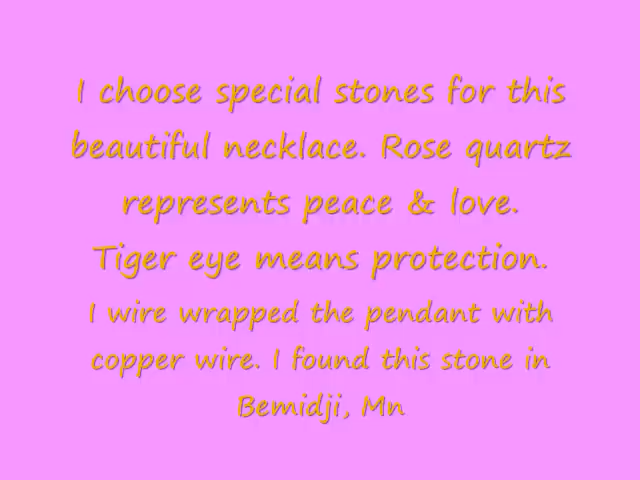 I choose special stones for this
beautiful necklace. Rose quartz
represents peace & love.
Tiger eye means protection.
I wire wrapped the pendant with
copper wire. I found this stone in
Bemidji, Mn